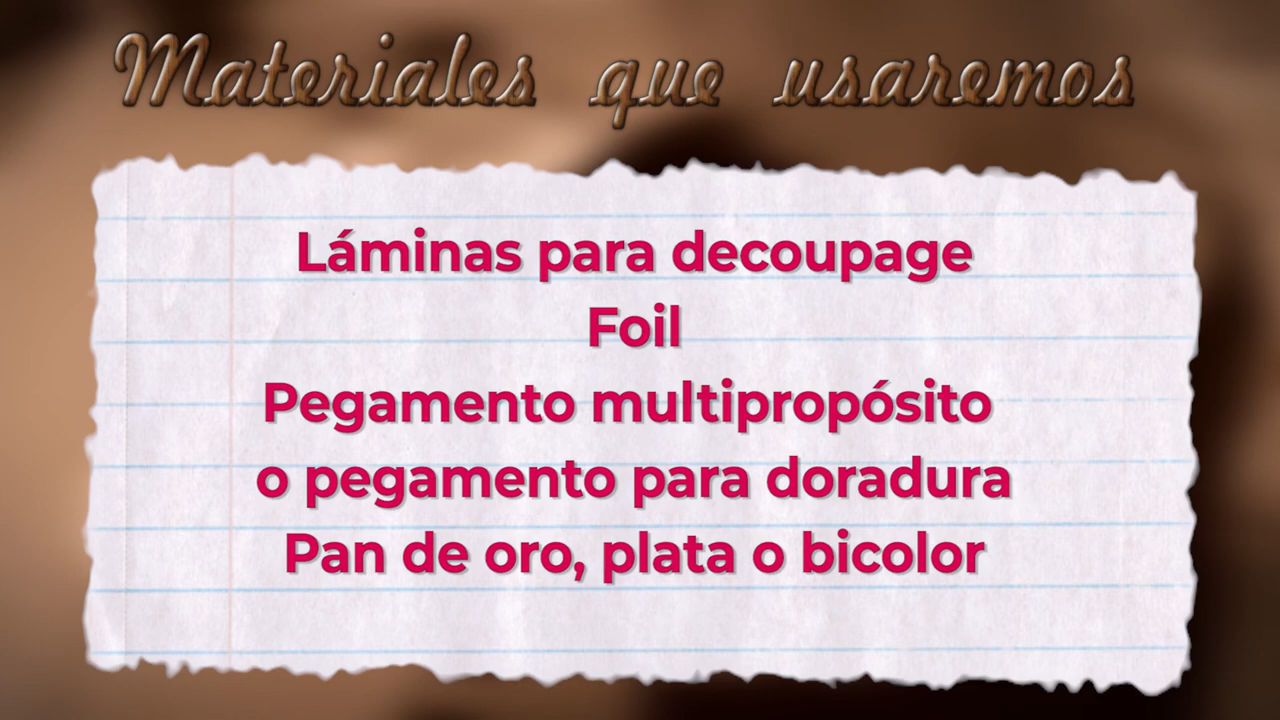 Materiales que usaremos
Láminas para decoupage
Foil
Pegamento multipropósito
o pegamento para doradura
Pan de oro, plata o bicolor